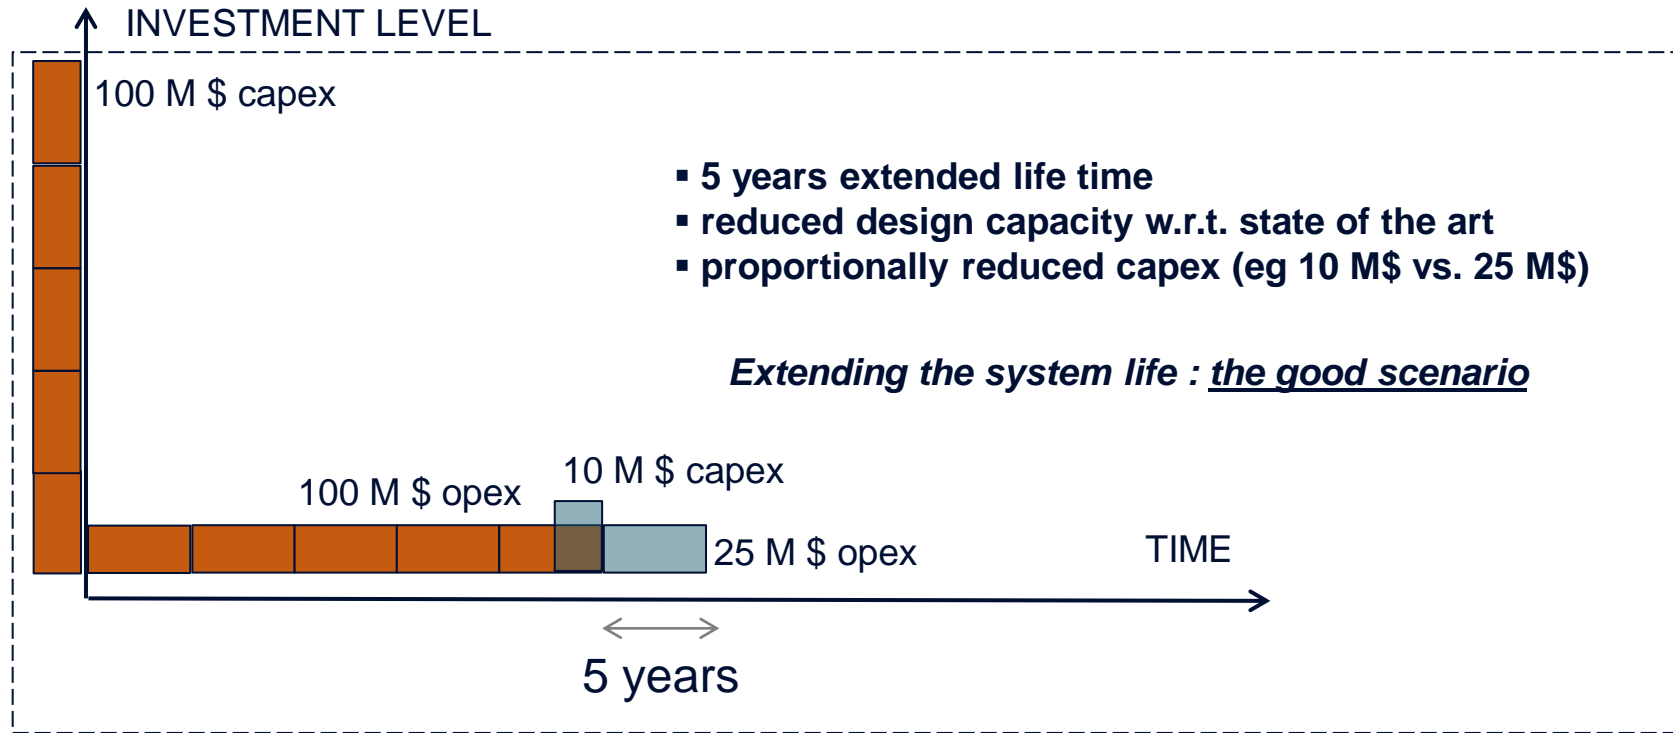 INVESTMENT LEVEL
100 M $ capex
▪ 5 years extended life time
▪ reduced design capacity w.r.t. state of the art
▪ proportionally reduced capex (eg 10 M$ vs. 25 M$)
Extending the system life : the good scenario
10 M $ capex
100 M $ opex
25 M $ opex
TIME
5 years